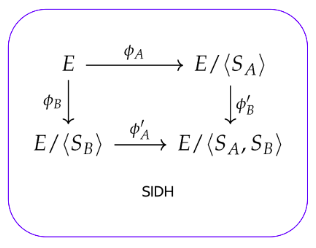 E ϕ_A E/⟨S_A⟩
ϕ_B ϕ′_B
E/⟨S_B⟩ ϕ′_A E/⟨S_A, S_B⟩
SIDH